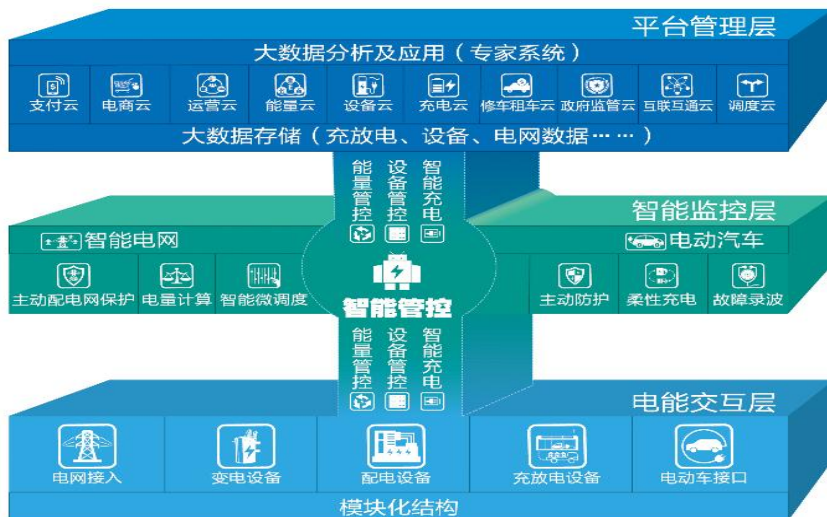 平台管理层
大数据分析及应用（专家系统）
支付云 电商云 运营云 能量云 设备云 充电云 修车租车云 政府监管云 互联互通云 调度云
大数据存储（充放电、设备、电网数据……）
能量管控 设备管控 智能充电
智能监控层
智能电网 电动汽车
主动配电网保护 电量计算 智能微调度 主动防护 柔性充电 故障录波
智能管控
能量管控 设备管控 智能充电
电能交互层
电网接入 变电设备 配电设备 充放电设备 电动车接口
模块化结构